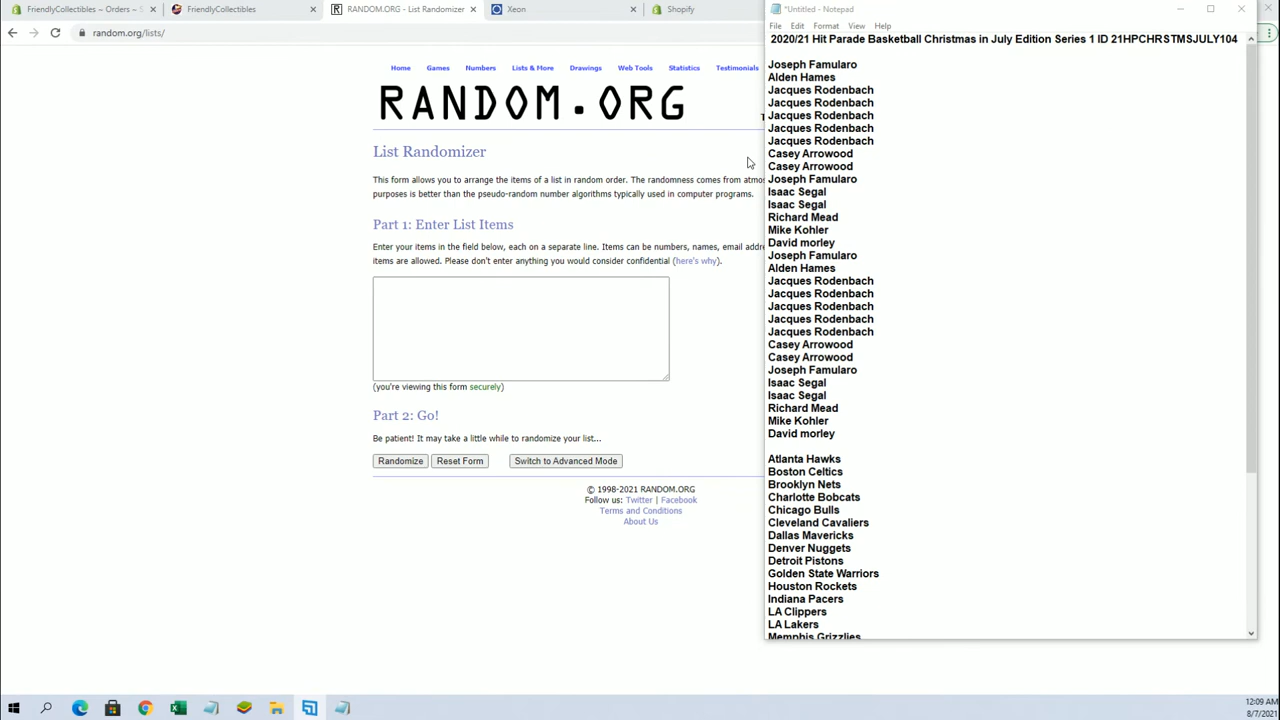 FriendlyCollectibles – Orders – S
FriendlyCollectibles
RANDOM.ORG - List Randomizer
Xeon
Shopify
random.org/lists/
Home Games Numbers Lists & More Drawings Web Tools Statistics Testimonials
RANDOM.ORG
List Randomizer
This form allows you to arrange the items of a list in random order. The randomness comes from atmos
purposes is better than the pseudo-random number algorithms typically used in computer programs.
Part 1: Enter List Items
Enter your items in the field below, each on a separate line. Items can be numbers, names, email addre
items are allowed. Please don't enter anything you would consider confidential (here's why).
(you're viewing this form securely)
Part 2: Go!
Be patient! It may take a little while to randomize your list...
Randomize Reset Form Switch to Advanced Mode
© 1998-2021 RANDOM.ORG
Follow us: Twitter | Facebook
Terms and Conditions
About Us
*Untitled - Notepad
File Edit Format View Help
2020/21 Hit Parade Basketball Christmas in July Edition Series 1 ID 21HPCHRSTMSJULY104
Joseph Famularo
Alden Hames
Jacques Rodenbach
Jacques Rodenbach
Jacques Rodenbach
Jacques Rodenbach
Jacques Rodenbach
Casey Arrowood
Casey Arrowood
Joseph Famularo
Isaac Segal
Isaac Segal
Richard Mead
Mike Kohler
David morley
Joseph Famularo
Alden Hames
Jacques Rodenbach
Jacques Rodenbach
Jacques Rodenbach
Jacques Rodenbach
Jacques Rodenbach
Casey Arrowood
Casey Arrowood
Joseph Famularo
Isaac Segal
Isaac Segal
Richard Mead
Mike Kohler
David morley
Atlanta Hawks
Boston Celtics
Brooklyn Nets
Charlotte Bobcats
Chicago Bulls
Cleveland Cavaliers
Dallas Mavericks
Denver Nuggets
Detroit Pistons
Golden State Warriors
Houston Rockets
Indiana Pacers
LA Clippers
LA Lakers
Memphis Grizzlies
12:09 AM
8/7/2021